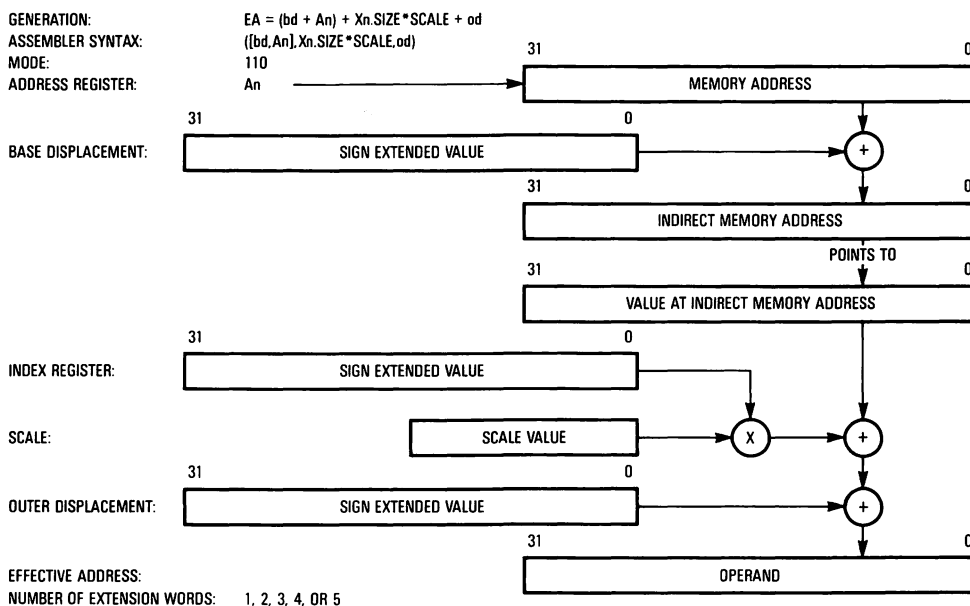 GENERATION: EA = (bd + An) + Xn.SIZE*SCALE + od
ASSEMBLER SYNTAX: ([bd,An],Xn.SIZE*SCALE,od)
MODE: 110
31 0
ADDRESS REGISTER: An MEMORY ADDRESS
31 0
BASE DISPLACEMENT: SIGN EXTENDED VALUE +
31 0
INDIRECT MEMORY ADDRESS
POINTS TO
31 0
VALUE AT INDIRECT MEMORY ADDRESS
31 0
INDEX REGISTER: SIGN EXTENDED VALUE
SCALE: SCALE VALUE X +
31 0
OUTER DISPLACEMENT: SIGN EXTENDED VALUE +
31 0
EFFECTIVE ADDRESS: OPERAND
NUMBER OF EXTENSION WORDS: 1, 2, 3, 4, OR 5